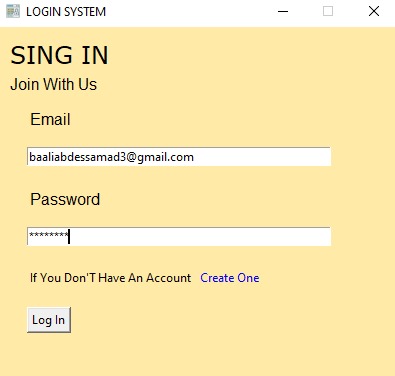 LOGIN SYSTEM
SING IN
Join With Us
Email
baaliabdessamad3@gmail.com
Password
********
If You Don'T Have An Account Create One
Log In